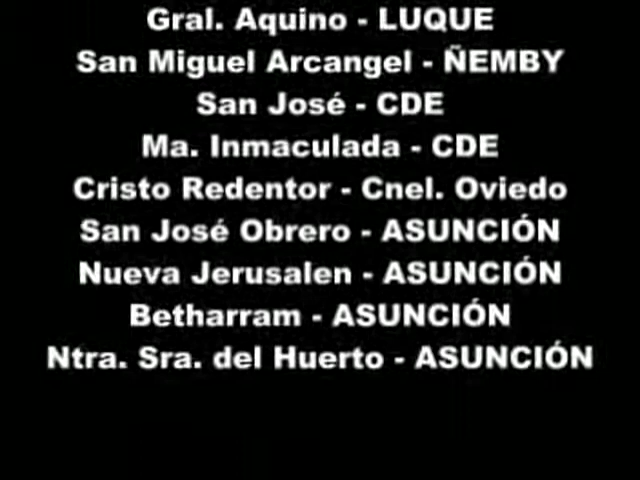 Gral. Aquino - LUQUE
San Miguel Arcangel - ÑEMBY
San José - CDE
Ma. Inmaculada - CDE
Cristo Redentor - Cnel. Oviedo
San José Obrero - ASUNCIÓN
Nueva Jerusalen - ASUNCIÓN
Betharram - ASUNCIÓN
Ntra. Sra. del Huerto - ASUNCIÓN